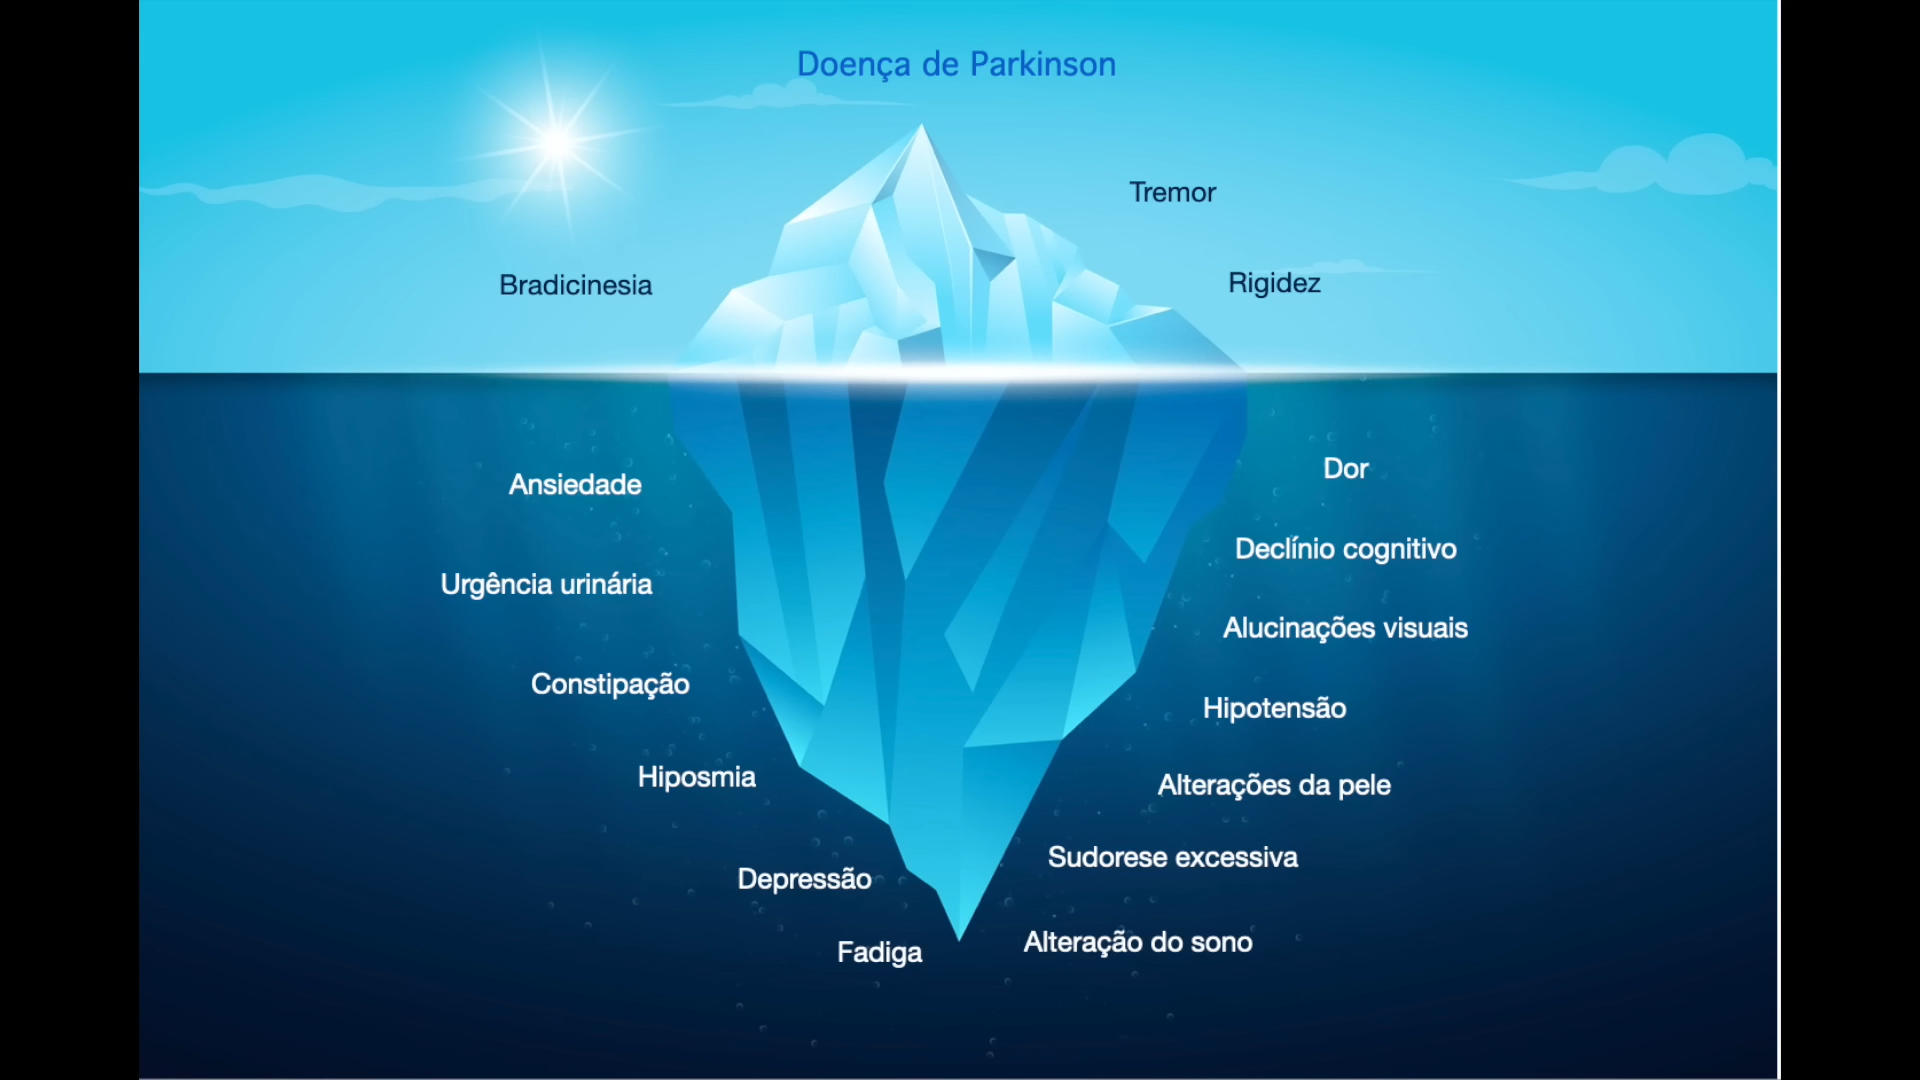 Doença de Parkinson
Tremor
Bradicinesia
Rigidez
Ansiedade
Urgência urinária
Constipação
Hiposmia
Depressão
Fadiga
Dor
Declínio cognitivo
Alucinações visuais
Hipotensão
Alterações da pele
Sudorese excessiva
Alteração do sono